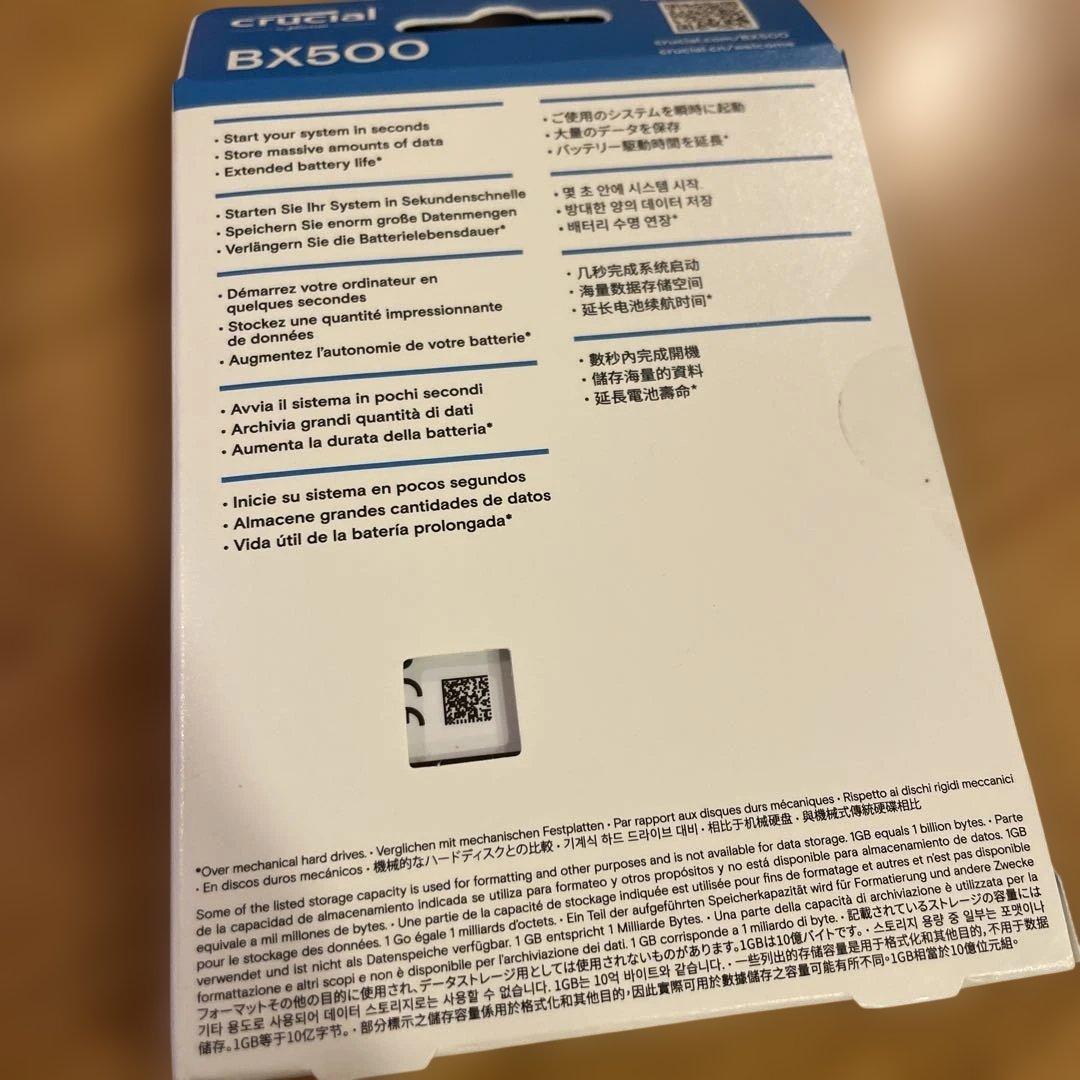 crucial
BX500
crucial.com/BX500
crucial.cn/welcome
• Start your system in seconds
• Store massive amounts of data
• Extended battery life*
• Starten Sie Ihr System in Sekundenschnelle
• Speichern Sie enorm große Datenmengen
• Verlängern Sie die Batterielebensdauer*
• Démarrez votre ordinateur en
quelques secondes
• Stockez une quantité impressionnante
de données
• Augmentez l'autonomie de votre batterie*
• Avvia il sistema in pochi secondi
• Archivia grandi quantità di dati
• Aumenta la durata della batteria*
• Inicie su sistema en pocos segundos
• Almacene grandes cantidades de datos
• Vida útil de la batería prolongada*
• ご使用のシステムを瞬時に起動
• 大量のデータを保存
• バッテリー駆動時間を延長*
• 몇 초 안에 시스템 시작.
• 방대한 양의 데이터 저장
• 배터리 수명 연장*
• 几秒完成系统启动
• 海量数据存储空间
• 延长电池续航时间*
• 數秒內完成開機
• 儲存海量的資料
• 延長電池壽命*
*Over mechanical hard drives. • Verglichen mit mechanischen Festplatten • Par rapport aux disques durs mécaniques • Rispetto ai dischi rigidi meccanici
• En discos duros mecánicos • 機械的なハードディスクとの比較 • 기계식 하드 드라이브 대비 • 相比于机械硬盘 • 與機械式傳統硬碟相比
Some of the listed storage capacity is used for formatting and other purposes and is not available for data storage. 1GB equals 1 billion bytes. • Parte
de la capacidad de almacenamiento indicada se utiliza para formateo y otros propósitos y no está disponible para almacenamiento de datos. 1GB
equivale a mil millones de bytes. • Une partie de la capacité de stockage indiquée est utilisée pour fins de formatage et autres et n'est pas disponible
pour le stockage des données. 1 Go égale 1 milliards d'octets. • Ein Teil der aufgeführten Speicherkapazität wird für Formatierung und andere Zwecke
verwendet und ist nicht als Datenspeiche verfügbar. 1 GB entspricht 1 Milliarde Bytes. • Una parte della capacità di archiviazione è utilizzata per la
formattazione e altri scopi e non è disponibile per l'archiviazione dei dati. 1 GB corrisponde a 1 miliardo di byte. • 記載されているストレージの容量には
フォーマットその他の目的に使用され、データストレージ用としては使用されないものがあります。1GBは10億バイトです。 • 스토리지 용량 중 일부는 포맷이나
기타 용도로 사용되어 데이터 스토리지로는 사용할 수 없습니다. 1GB는 10억 바이트와 같습니다. • 一些列出的存储容量是用于格式化和其他目的,不用于数据
储存。1GB等于10亿字节。 • 部分標示之儲存容量係用於格式化和其他目的,因此實際可用於數據儲存之容量可能有所不同。1GB相當於10億位元組。